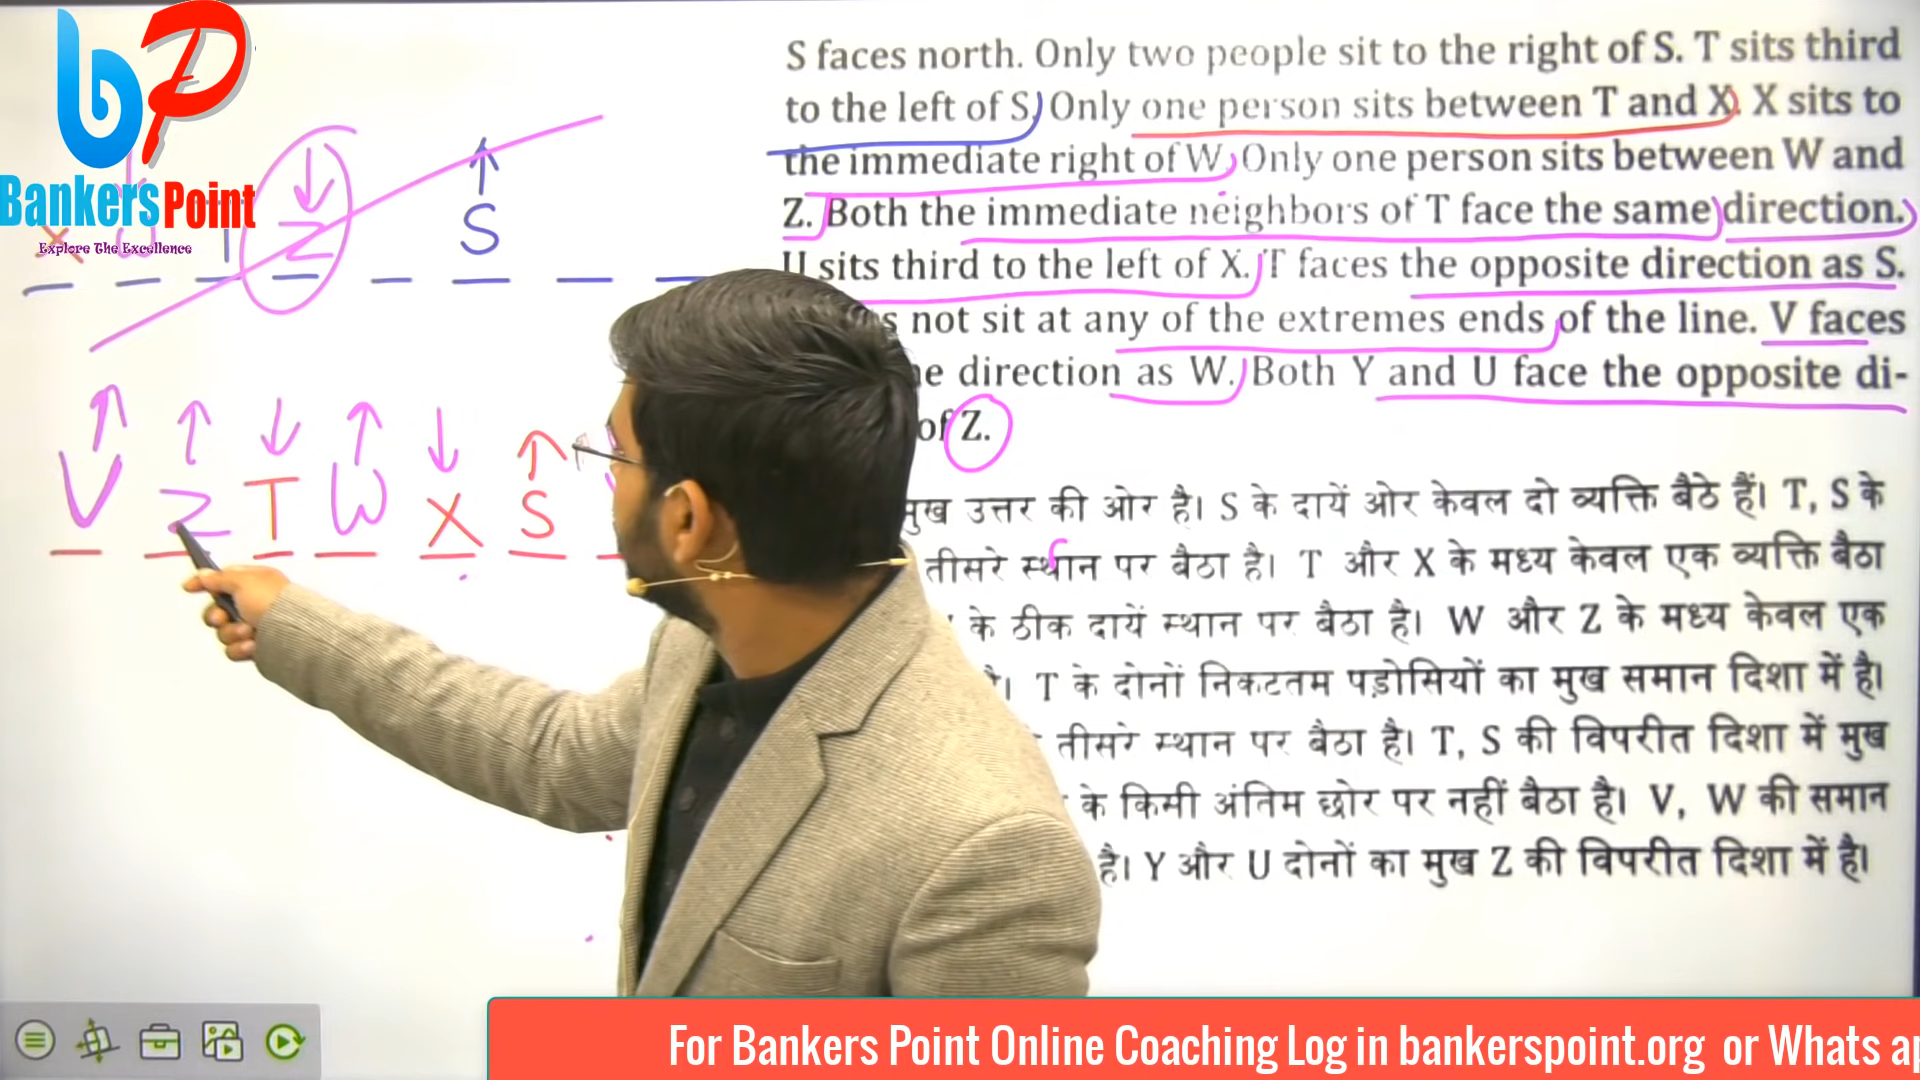 BankersPoint
Explore The Excellence
S
Z
S faces north. Only two people sit to the right of S. T sits third
to the left of S. Only one person sits between T and X. X sits to
the immediate right of W. Only one person sits between W and
Z. Both the immediate neighbors of T face the same direction.
U sits third to the left of X. T faces the opposite direction as S.
not sit at any of the extremes ends of the line. V faces
direction as W. Both Y and U face the opposite di-
of Z.
V Z T W X S
मुख उत्तर की ओर है। S के दायें ओर केवल दो व्यक्ति बैठे हैं। T, S के
तीसरे स्थान पर बैठा है। T और X के मध्य केवल एक व्यक्ति बैठा
के ठीक दायें स्थान पर बैठा है। W और Z के मध्य केवल एक
है। T के दोनों निकटतम पड़ोसियों का मुख समान दिशा में है।
तीसरे स्थान पर बैठा है। T, S की विपरीत दिशा में मुख
के किसी अंतिम छोर पर नहीं बैठा है। V, W की समान
है। Y और U दोनों का मुख Z की विपरीत दिशा में है।
For Bankers Point Online Coaching Log in bankerspoint.org or Whats